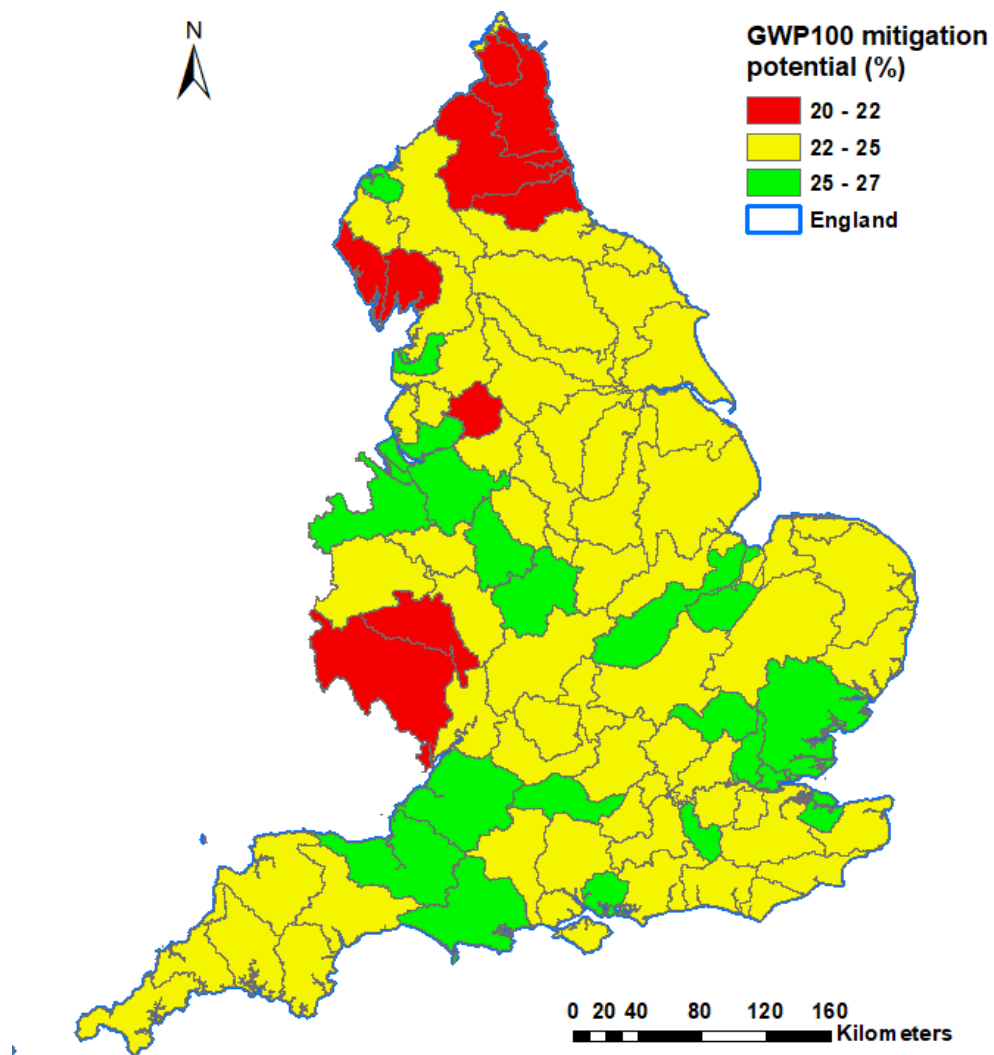 N
GWP100 mitigation
potential (%)
20 - 22
22 - 25
25 - 27
England
0 20 40 80 120 160
Kilometers